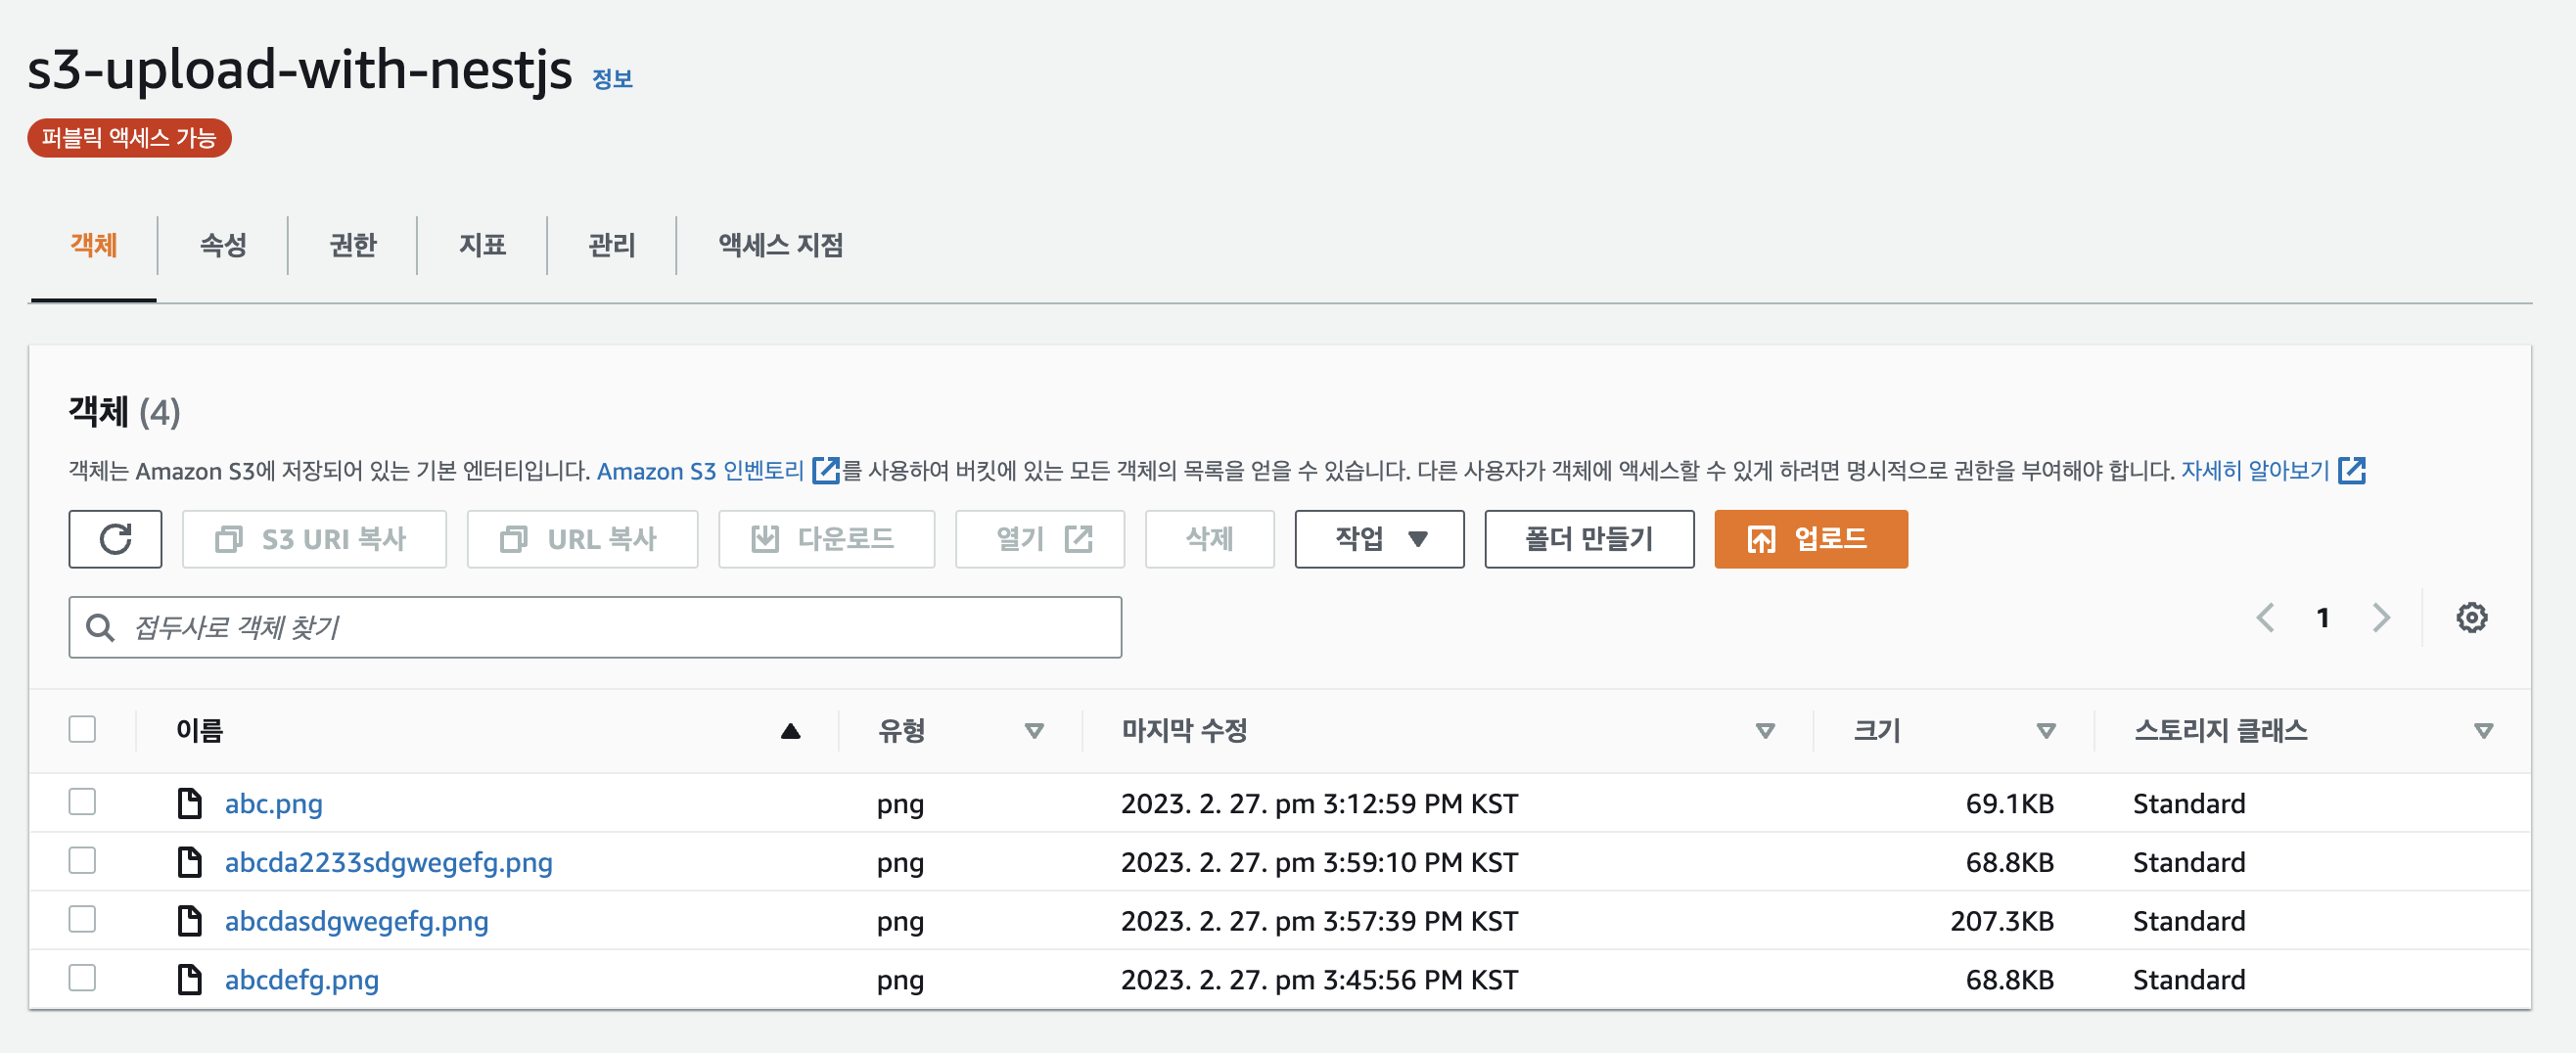 s3-upload-with-nestjs 정보
퍼블릭 액세스 가능
객체 속성 권한 지표 관리 액세스 지점
객체 (4)
객체는 Amazon S3에 저장되어 있는 기본 엔터티입니다. Amazon S3 인벤토리 를 사용하여 버킷에 있는 모든 객체의 목록을 얻을 수 있습니다. 다른 사용자가 객체에 액세스할 수 있게 하려면 명시적으로 권한을 부여해야 합니다. 자세히 알아보기
S3 URI 복사 URL 복사 다운로드 열기 삭제 작업 폴더 만들기 업로드
접두사로 객체 찾기 1
이름 유형 마지막 수정 크기 스토리지 클래스
abc.png png 2023. 2. 27. pm 3:12:59 PM KST 69.1KB Standard
abcda2233sdgwegefg.png png 2023. 2. 27. pm 3:59:10 PM KST 68.8KB Standard
abcdasdgwegefg.png png 2023. 2. 27. pm 3:57:39 PM KST 207.3KB Standard
abcdefg.png png 2023. 2. 27. pm 3:45:56 PM KST 68.8KB Standard